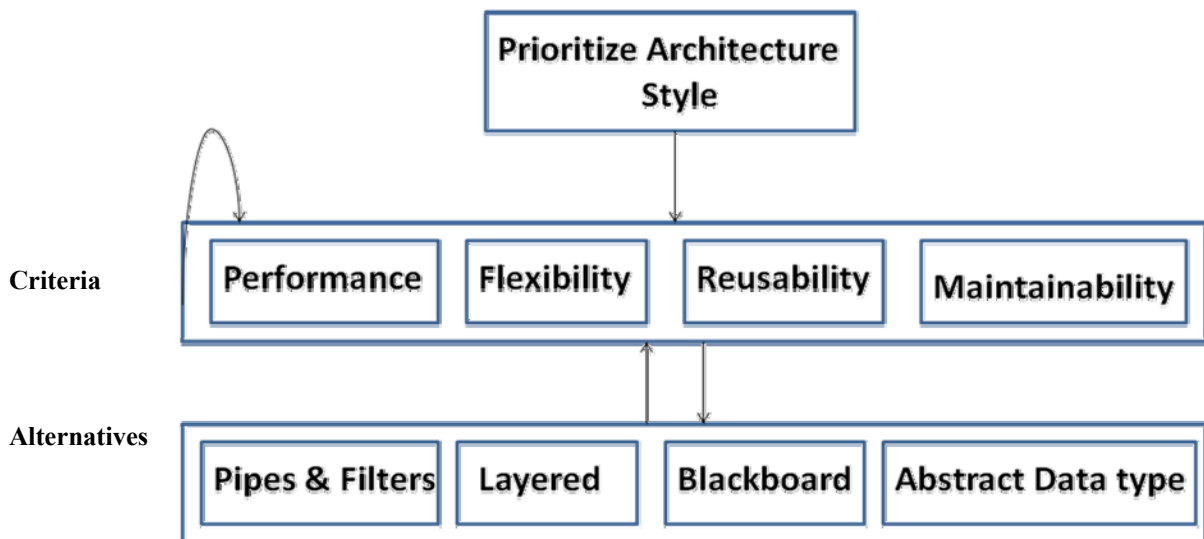 Prioritize Architecture
Style
Criteria
Performance
Flexibility
Reusability
Maintainability
Alternatives
Pipes & Filters
Layered
Blackboard
Abstract Data type